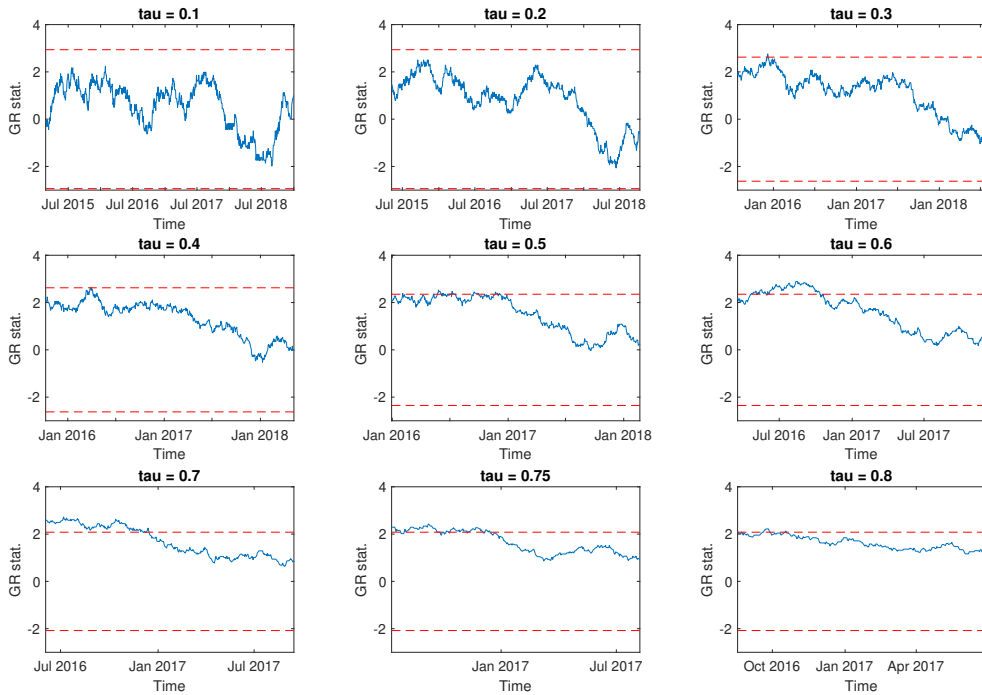 tau = 0.1
4
2
0
-2
GR stat.
Jul 2015
Jul 2016
Jul 2017
Jul 2018
Time
tau = 0.2
4
2
0
-2
GR stat.
Jul 2015
Jul 2016
Jul 2017
Jul 2018
Time
tau = 0.3
4
2
0
-2
GR stat.
Jan 2016
Jan 2017
Jan 2018
Time
tau = 0.4
4
2
0
-2
GR stat.
Jan 2016
Jan 2017
Jan 2018
Time
tau = 0.5
4
2
0
-2
GR stat.
Jan 2016
Jan 2017
Jan 2018
Time
tau = 0.6
4
2
0
-2
GR stat.
Jul 2016
Jan 2017
Jul 2017
Time
tau = 0.7
4
2
0
-2
GR stat.
Jul 2016
Jan 2017
Jul 2017
Time
tau = 0.75
4
2
0
-2
GR stat.
Jan 2017
Jul 2017
Time
tau = 0.8
4
2
0
-2
GR stat.
Oct 2016
Jan 2017
Apr 2017
Time